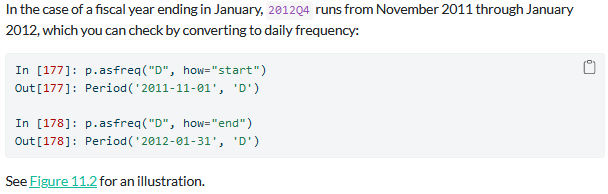 In the case of a fiscal year ending in January, 2012Q4 runs from November 2011 through January
2012, which you can check by converting to daily frequency:
In [177]: p.asfreq("D", how="start")
Out[177]: Period('2011-11-01', 'D')
In [178]: p.asfreq("D", how="end")
Out[178]: Period('2012-01-31', 'D')
See Figure 11.2 for an illustration.